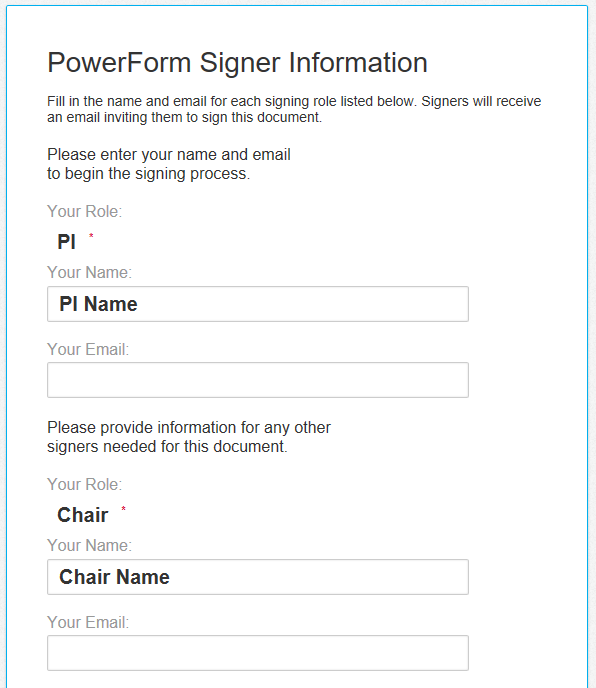 PowerForm Signer Information
Fill in the name and email for each signing role listed below. Signers will receive
an email inviting them to sign this document.
Please enter your name and email
to begin the signing process.
Your Role:
PI *
Your Name:
PI Name
Your Email:
Please provide information for any other
signers needed for this document.
Your Role:
Chair *
Your Name:
Chair Name
Your Email: